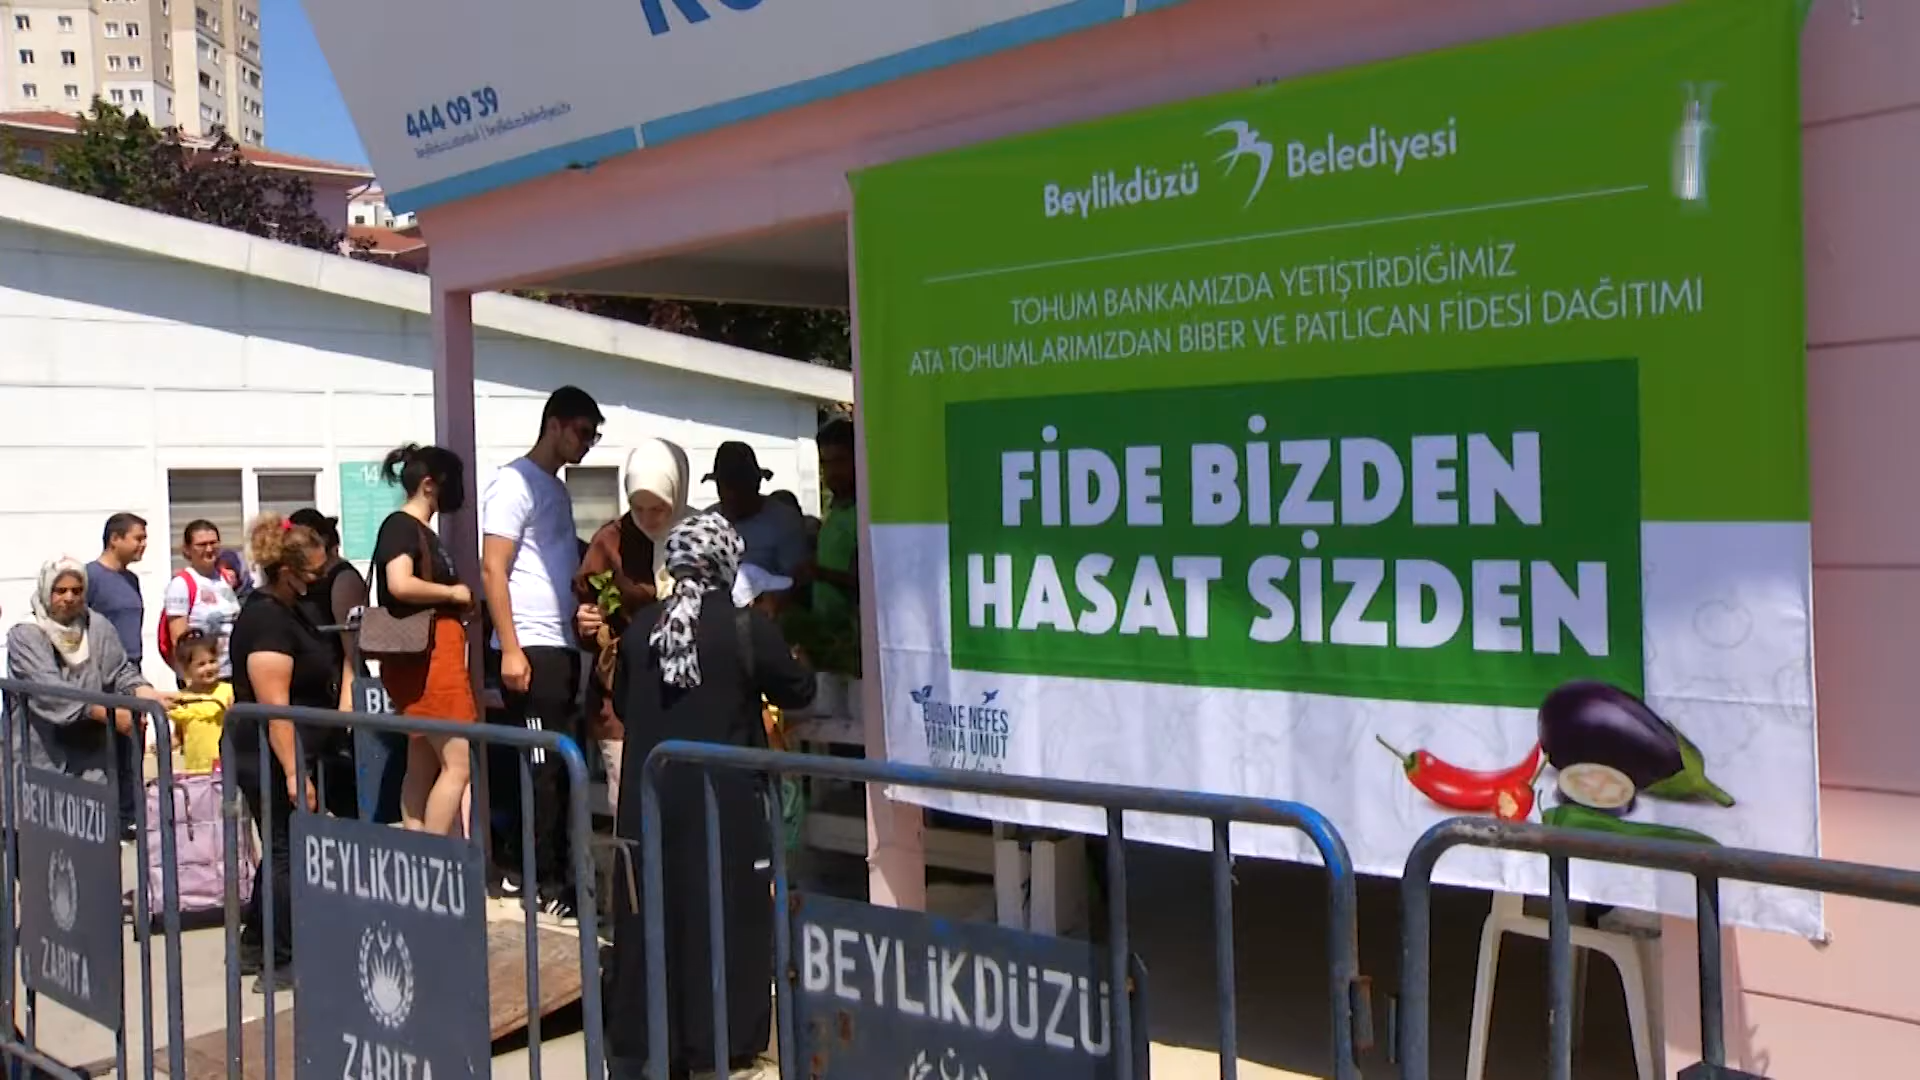 444 09 39
Beylikdüzü Belediyesi
TOHUM BANKAMIZDA YETİŞTİRDİĞİMİZ
ATA TOHUMLARIMIZDAN BİBER VE PATLICAN FİDESİ DAĞITIMI
FİDE BİZDEN
HASAT SİZDEN
BUGÜNE NEFES
YARINA UMUT
14
BE
BEYLİKDÜZÜ
ZABITA
BEYLİKDÜZÜ
ZABITA
BEYLİKDÜZÜ